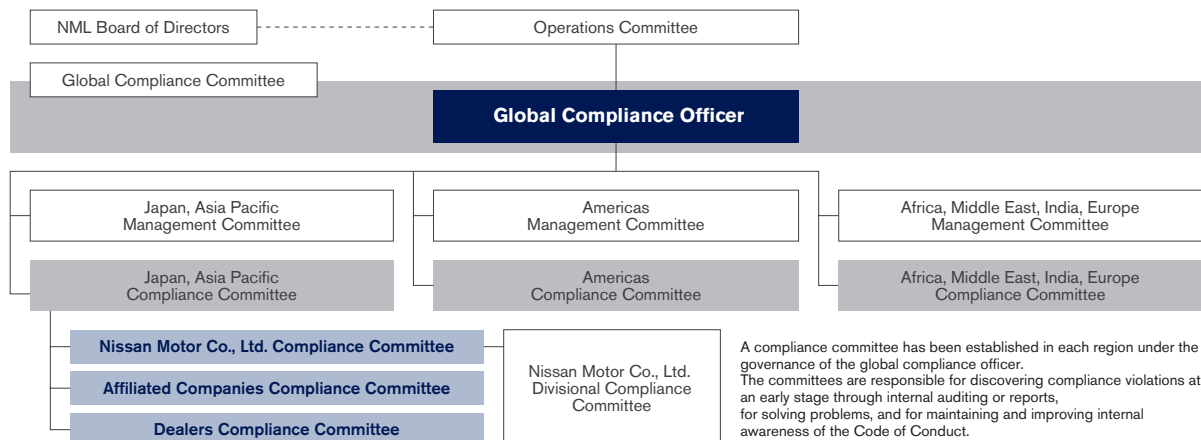 NML Board of Directors
Operations Committee
Global Compliance Committee
Global Compliance Officer
Japan, Asia Pacific
Management Committee
Americas
Management Committee
Africa, Middle East, India, Europe
Management Committee
Japan, Asia Pacific
Compliance Committee
Americas
Compliance Committee
Africa, Middle East, India, Europe
Compliance Committee
Nissan Motor Co., Ltd. Compliance Committee
Affiliated Companies Compliance Committee
Dealers Compliance Committee
Nissan Motor Co., Ltd.
Divisional Compliance
Committee
A compliance committee has been established in each region under the
governance of the global compliance officer.
The committees are responsible for discovering compliance violations at
an early stage through internal auditing or reports,
for solving problems, and for maintaining and improving internal
awareness of the Code of Conduct.